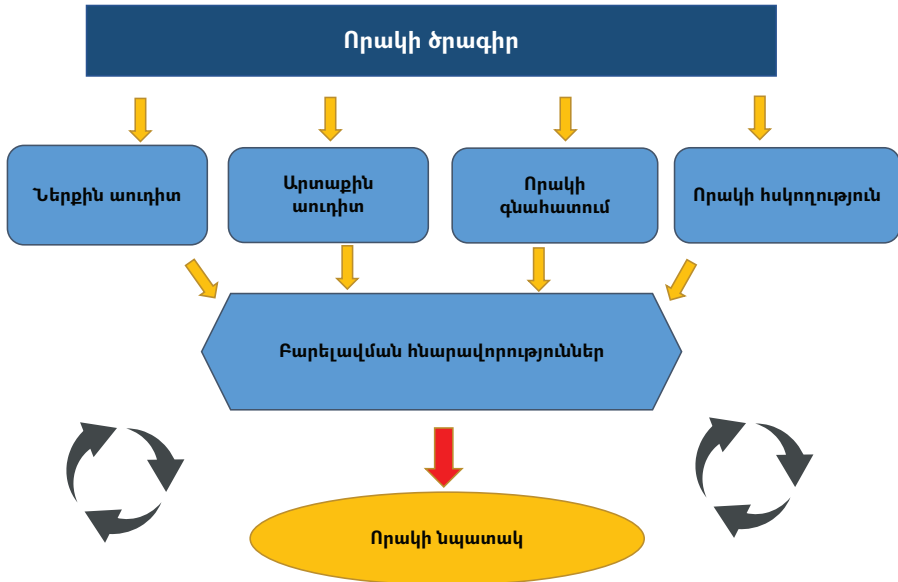 Որակի ծրագիր
Ներքին աուդիտ
Արտաքին
աուդիտ
Որակի
գնահատում
Որակի հսկողություն
Բարելավման հնարավորություններ
Որակի նպատակ